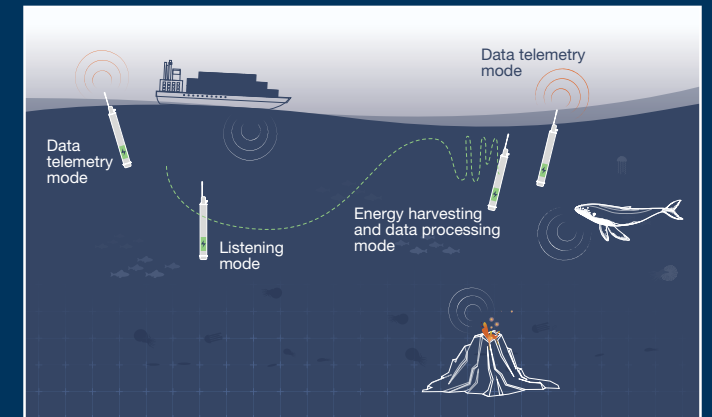 Data telemetry
mode
Data
telemetry
mode
Listening
mode
Energy harvesting
and data processing
mode